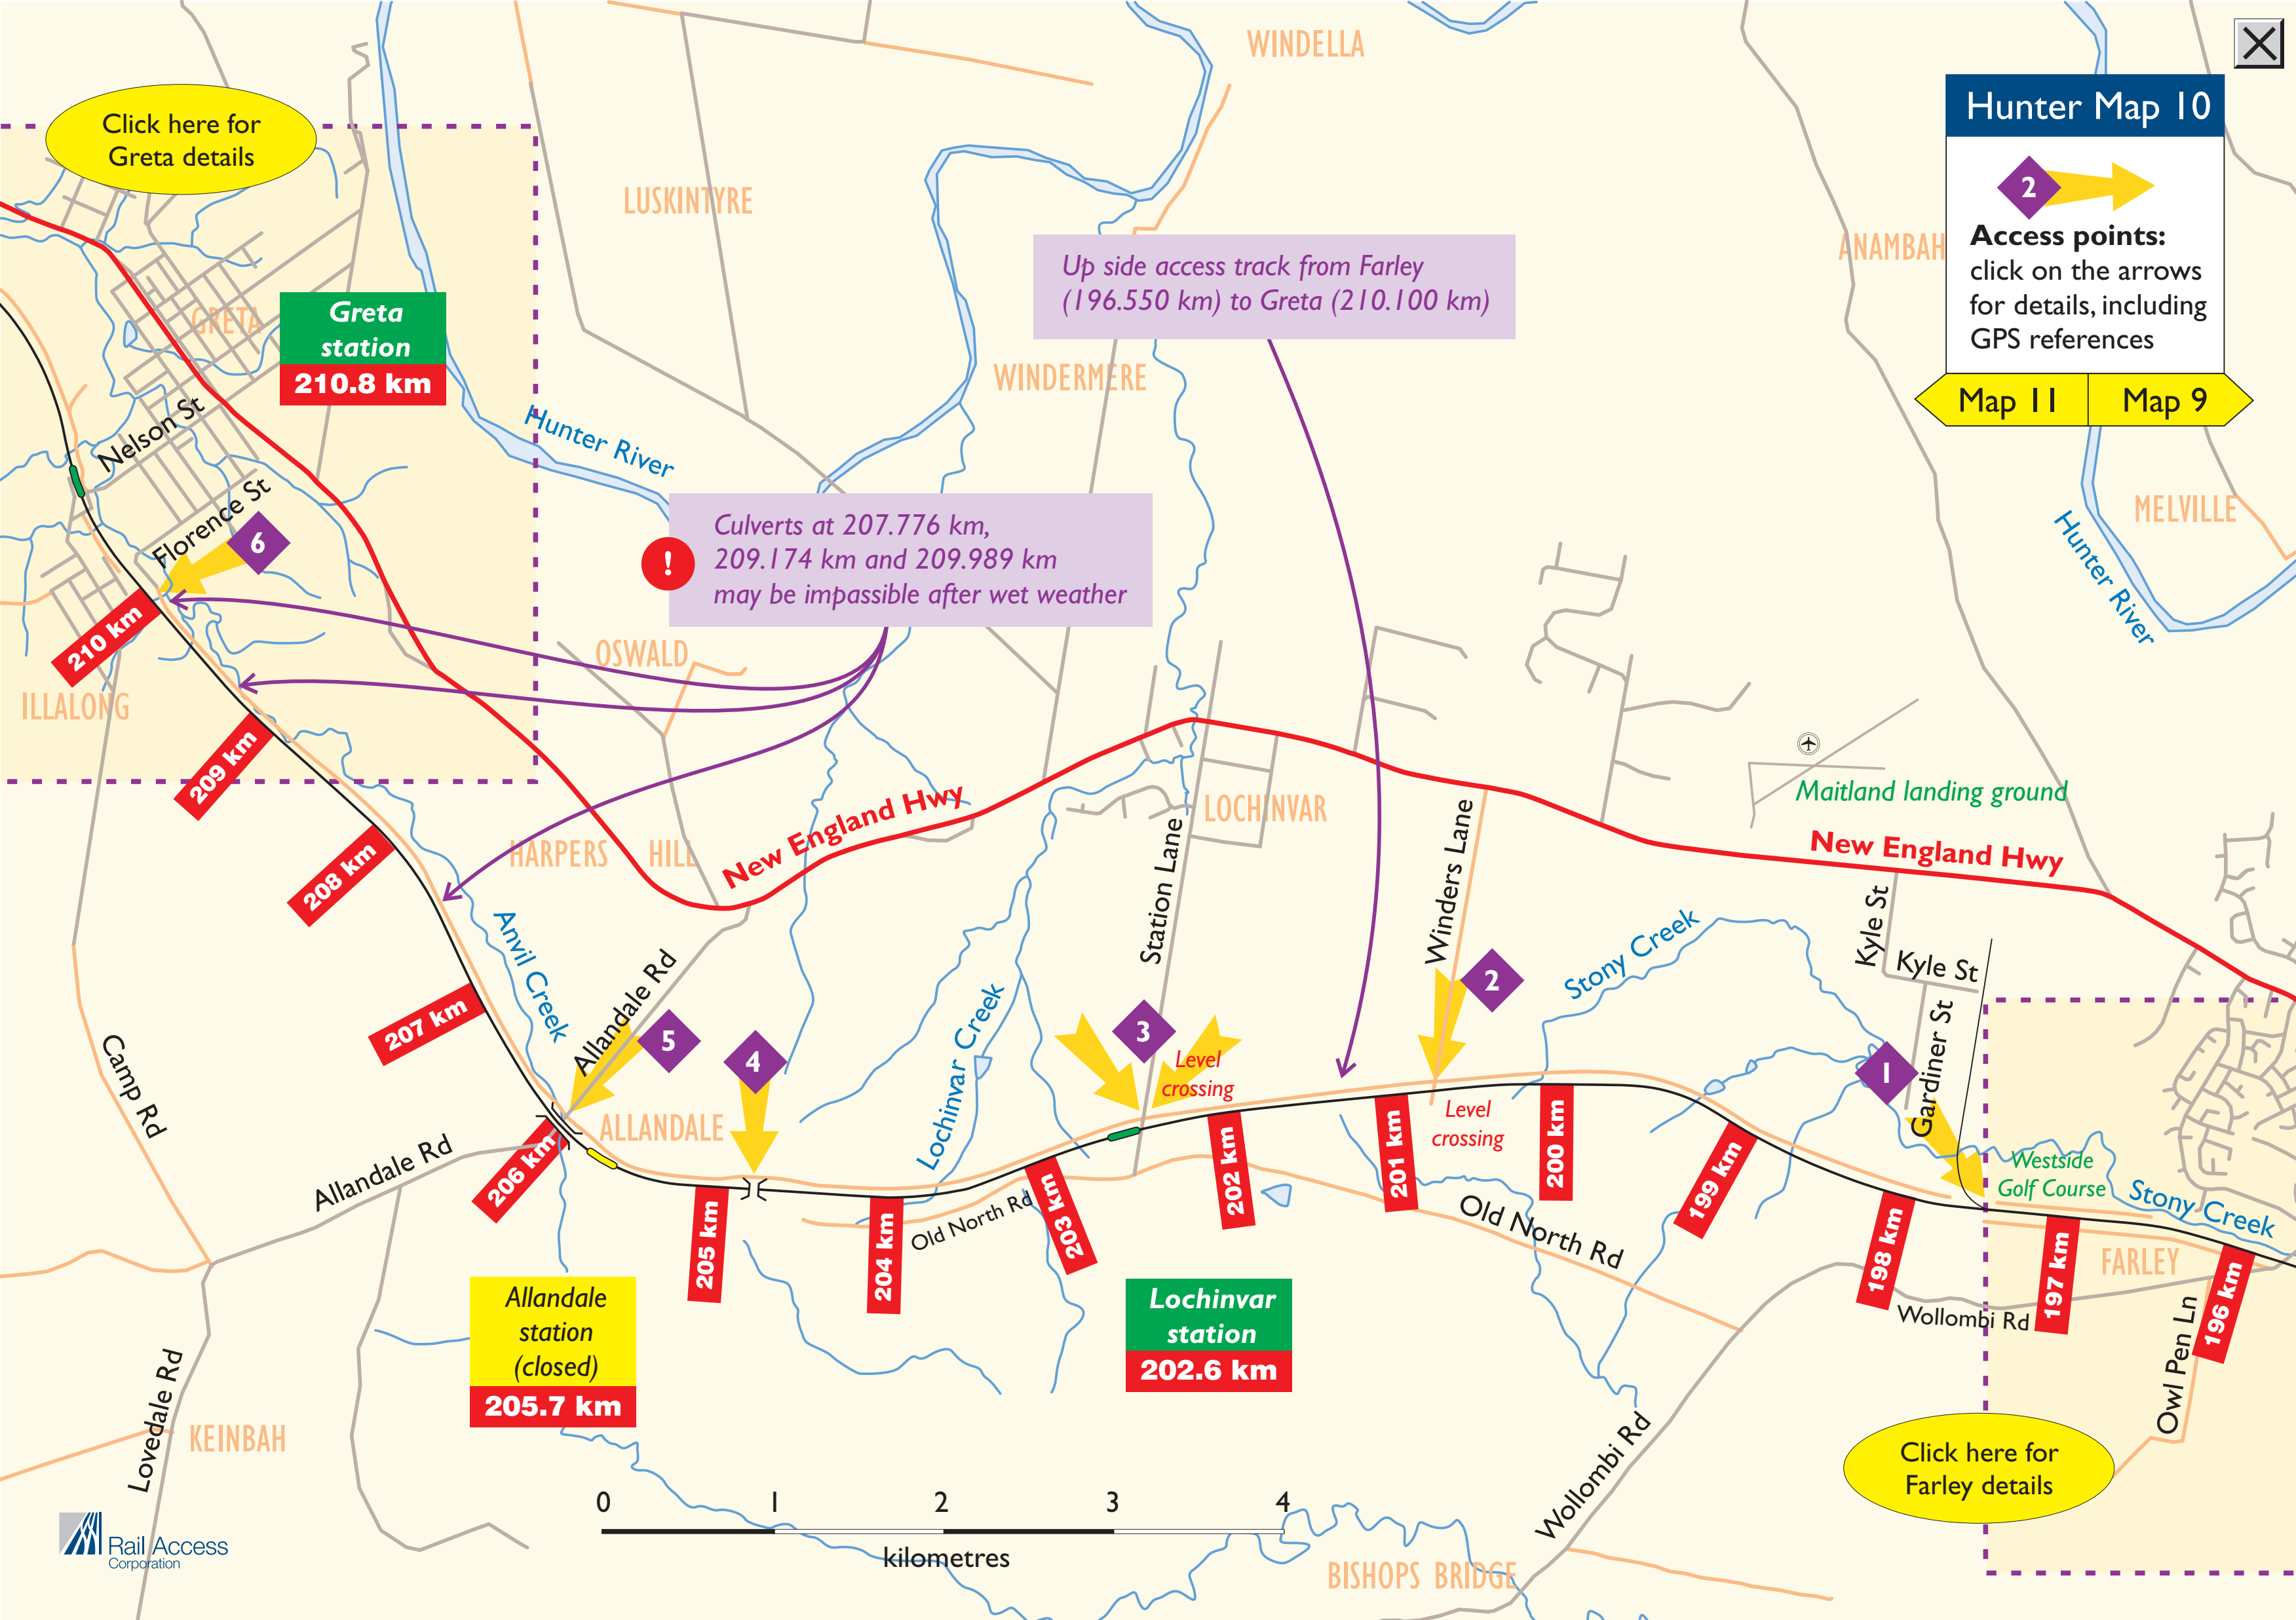 WINDELLA
Hunter Map 10
Click here for
Greta details
2
LUSKINTYRE
Access points:
click on the arrows
for details, including
GPS references
ANAMBAH
Up side access track from Farley
(196.550 km) to Greta (210.100 km)
Map 11
Map 9
GRETA
Greta
station
210.8 km
WINDERMERE
Nelson St
Hunter River
Florence St
6
!
Culverts at 207.776 km,
209.174 km and 209.989 km
may be impassible after wet weather
MELVILLE
Hunter River
210 km
OSWALD
ILLALONG
209 km
Maitland landing ground
LOCHINVAR
New England Hwy
New England Hwy
HARPERS HILL
208 km
Station Lane
Winders Lane
Kyle St
Kyle St
Stony Creek
Anvil Creek
Allandale Rd
207 km
Lochinvar Creek
5
4
3
Level
crossing
2
1
Gardiner St
Camp Rd
ALLANDALE
Level
crossing
206 km
205 km
204 km
203 km
202 km
201 km
200 km
199 km
198 km
197 km
196 km
Allandale Rd
Old North Rd
Old North Rd
Westside
Golf Course
Stony Creek
FARLEY
Wollombi Rd
Owl Pen Ln
Allandale
station
(closed)
205.7 km
Lochinvar
station
202.6 km
Lovedale Rd
KEINBAH
Wollombi Rd
Click here for
Farley details
0 1 2 3 4
kilometres
Rail Access
Corporation
BISHOPS BRIDGE